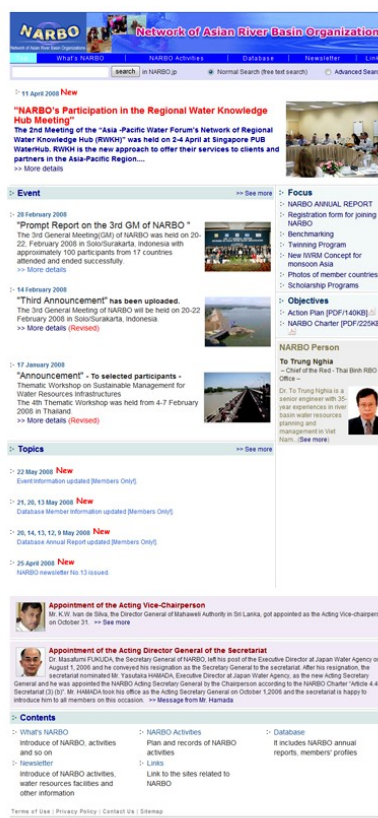 NARBO
Network of Asian River Basin Organizations
Network of Asian River Basin Organization
Top What's NARBO NARBO Activities Database Newsletter Link
search in NARBO.jp Normal Search (free text search) Advanced Sear
11 April 2008 New
"NARBO's Participation in the Regional Water Knowledge
Hub Meeting"
The 2nd Meeting of the "Asia -Pacific Water Forum's Network of Regional
Water Knowledge Hub (RWKH)" was held on 2-4 April at Singapore PUB
WaterHub. RWKH is the new approach to offer their services to clients and
partners in the Asia-Pacific Region....
>> More details
Event >> See more
28 February 2008
"Prompt Report on the 3rd GM of NARBO "
The 3rd General Meeting(GM) of NARBO was held on 20-
22, February 2008 in Solo/Surakarta, Indonesia with
approximately 100 participants from 17 countries
attended and ended successfully.
>> More details
14 February 2008
"Third Announcement" has been uploaded.
The 3rd General Meeting of NARBO will be held on 20-22
February 2008 in Solo/Surakarta, Indonesia.
>> More details (Revised)
17 January 2008
"Announcement" - To selected participants -
Thematic Workshop on Sustainable Management for
Water Resources Infrastructures
The 4th Thematic Workshop was held from 4-7 February
2008 in Thailand.
>> More details (Revised)
Focus
NARBO ANNUAL REPORT
Registration form for joining
NARBO
Benchmarking
Twinning Program
New IWRM Concept for
monsoon Asia
Photos of member countries
Scholarship Programs
Objectives
Action Plan [PDF/140KB]
NARBO Charter [PDF/225KB]
NARBO Person
To Trung Nghia
– Chief of the Red - Thai Binh RBO
Office –
Dr. To Trung Nghia is a
senior engineer with 35-
year experiences in river
basin water resources
planning and
management in Viet
Nam...(See more)
Topics >> See more
22 May 2008 New
Event Information updated [Members Only!].
21, 20, 13 May 2008 New
Database Member Information updated [Members Only!].
20, 14, 13, 12, 9 May 2008 New
Database Annual Report updated [Members Only!].
25 April 2008 New
NARBO newsletter No.13 issued.
Appointment of the Acting Vice-Chairperson
Mr. K.W. Ivan de Silva, the Director General of Mahaweli Authority in Sri Lanka, got appointed as the Acting Vice-chairper
on October 31. >> See more
Appointment of the Acting Director General of the Secretariat
Dr. Masafumi FUKUDA, the Secretary General of NARBO, left his post of the Executive Director at Japan Water Agency on
August 1, 2006 and he conveyed his resignation as the Secretary General to the secretariat. After his resignation, the
secretariat nominated Mr. Yasutaka HAMADA, Executive Director at Japan Water Agency, as the new Acting Secretary
General and he was appointed the NARBO Acting Secretary General by the Chairperson according to the NARBO Charter "Article 4.4
Secretariat (3) (b)". Mr. HAMADA took his office as the Acting Secretary General on October 1,2006 and the secretariat is happy to
introduce him to all members on this occasion. >> Message from Mr. Hamada
Contents
What's NARBO NARBO Activities Database
Introduce of NARBO, activities Plan and records of NARBO It includes NARBO annual
and so on activities reports, members' profiles
Newsletter Links
Introduce of NARBO activities, Link to the sites related to
water resources facilities and NARBO
other information
Terms of Use | Privacy Policy | Contact Us | Sitemap